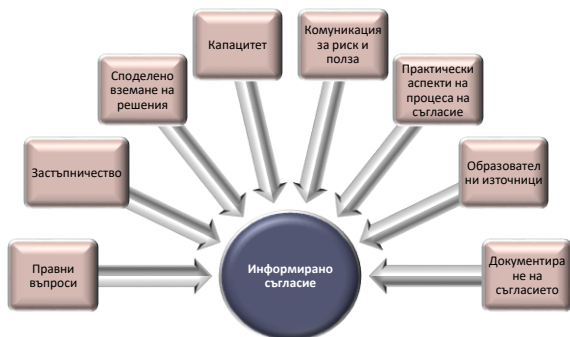 Правни
въпроси
Застъпничество
Споделено
вземане на
решения
Капацитет
Комуникация
за риск и
полза
Практически
аспекти на
процеса на
съгласие
Образовател
ни източници
Документира
не на
съгласието
Информирано
съгласие